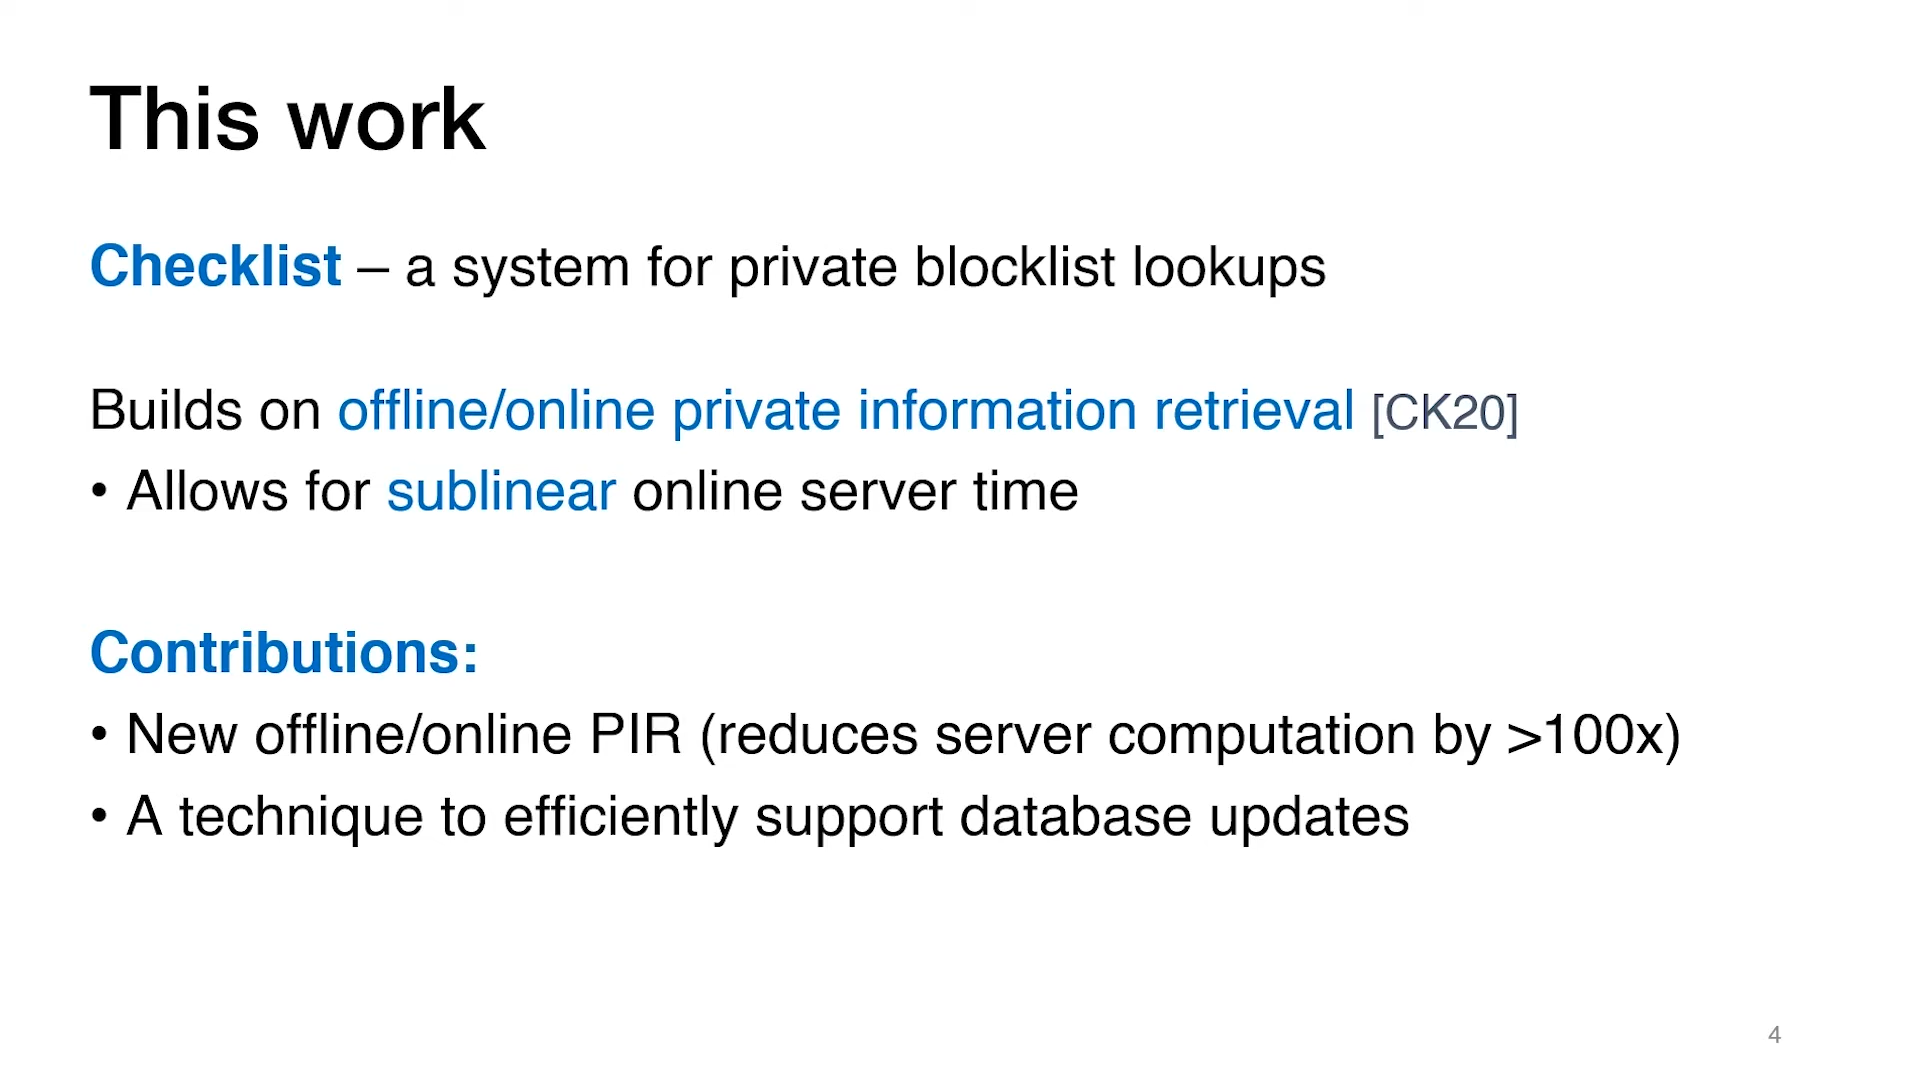 This work
Checklist – a system for private blocklist lookups
Builds on offline/online private information retrieval [CK20]
• Allows for sublinear online server time
Contributions:
• New offline/online PIR (reduces server computation by >100x)
• A technique to efficiently support database updates
4